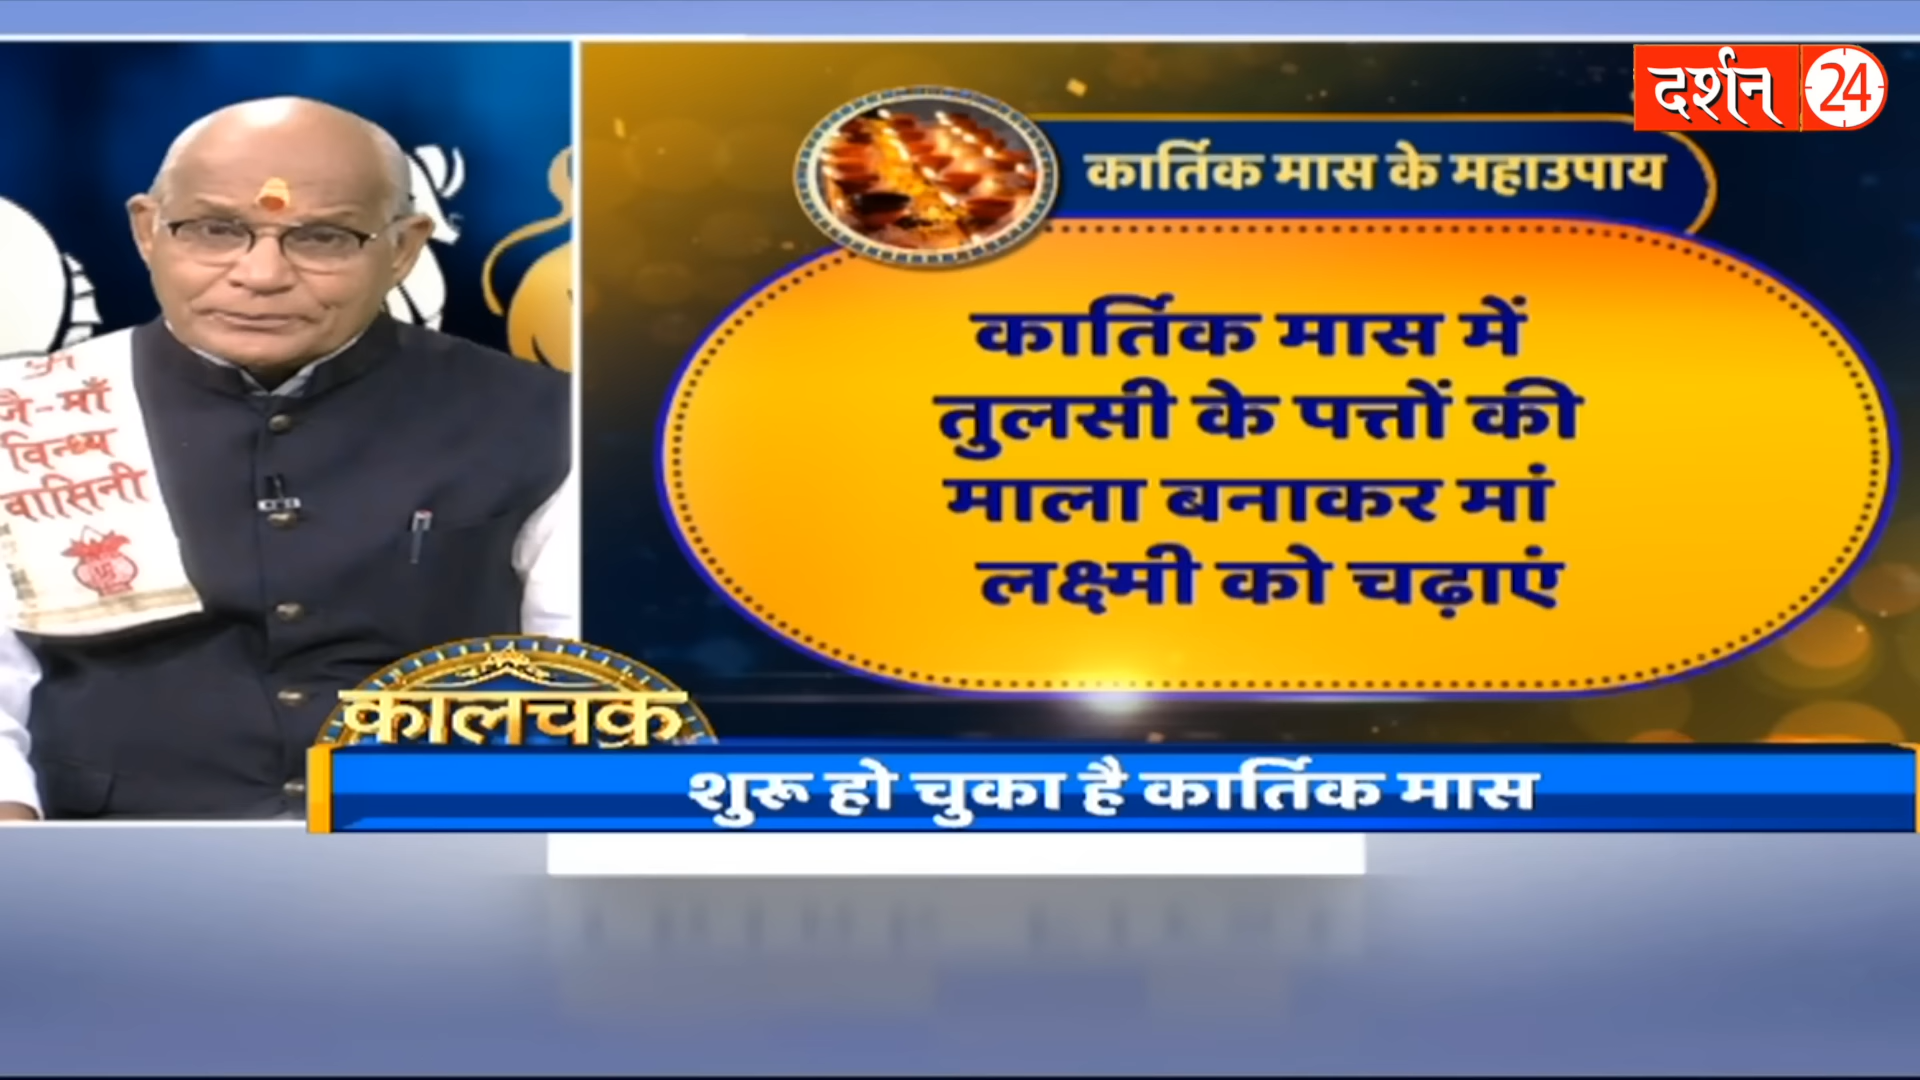 दर्शन 24
कार्तिक मास के महाउपाय
कार्तिक मास में
तुलसी के पत्तों की
माला बनाकर मां
लक्ष्मी को चढ़ाएं
जै-माँ
विन्ध्य
वासिनी
कालचक्र
शुरू हो चुका है कार्तिक मास